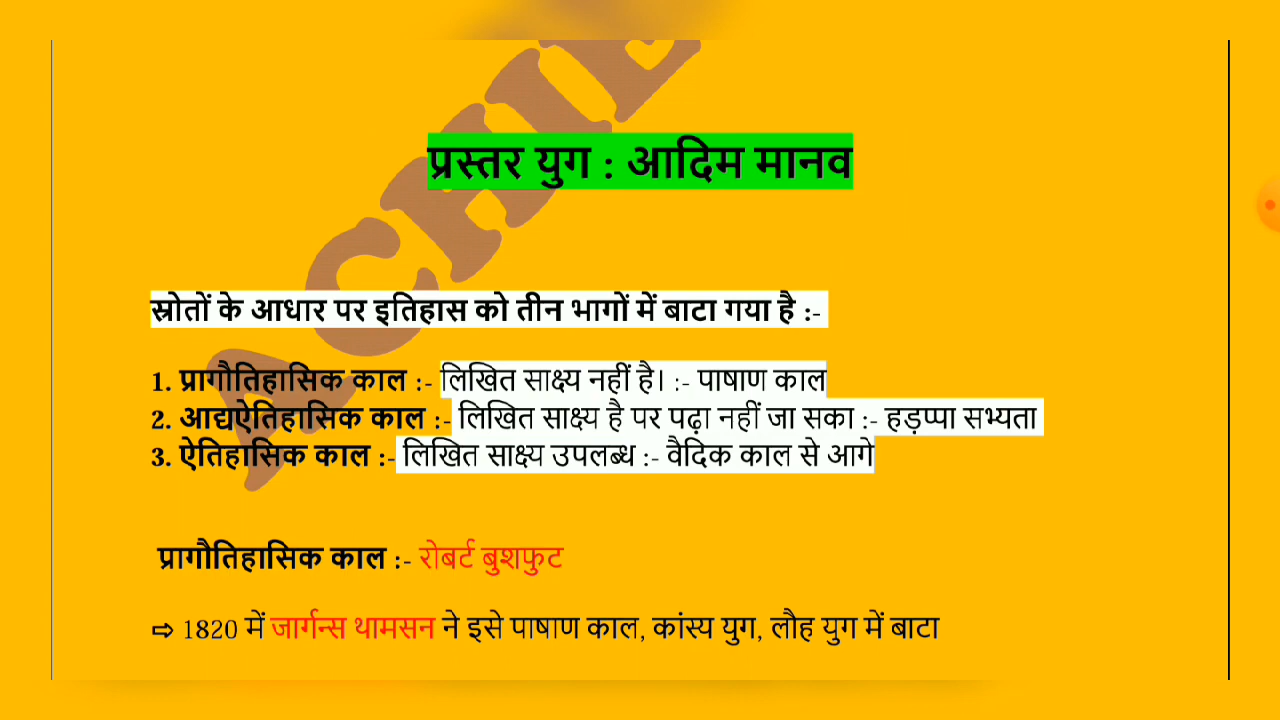 प्रस्तर युग : आदिम मानव
स्रोतों के आधार पर इतिहास को तीन भागों में बाटा गया है :-
1. प्रागौतिहासिक काल :- लिखित साक्ष्य नहीं है। :- पाषाण काल
2. आद्यऐतिहासिक काल :- लिखित साक्ष्य है पर पढ़ा नहीं जा सका :- हड़प्पा सभ्यता
3. ऐतिहासिक काल :- लिखित साक्ष्य उपलब्ध :- वैदिक काल से आगे
प्रागौतिहासिक काल :- रोबर्ट बुशफुट
⇨ 1820 में जार्गन्स थामसन ने इसे पाषाण काल, कांस्य युग, लौह युग में बाटा
ACHIE